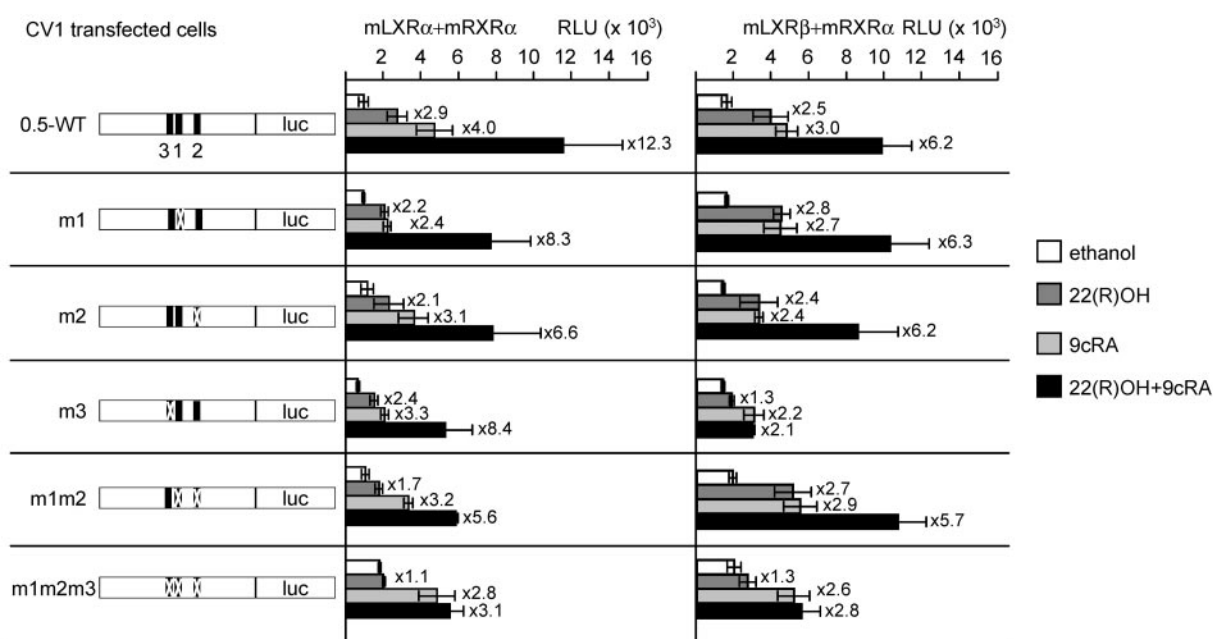 CV1 transfected cells
mLXRα+mRXRα RLU (x 10³)
2 4 6 8 10 12 14 16
mLXRβ+mRXRα RLU (x 10³)
2 4 6 8 10 12 14 16
0.5-WT
luc
3 1 2
x2.9
x4.0
x12.3
x2.5
x3.0
x6.2
m1
luc
x2.2
x2.4
x8.3
x2.8
x2.7
x6.3
m2
luc
x2.1
x3.1
x6.6
x2.4
x2.4
x6.2
m3
luc
x2.4
x3.3
x8.4
x1.3
x2.2
x2.1
m1m2
luc
x1.7
x3.2
x5.6
x2.7
x2.9
x5.7
m1m2m3
luc
x1.1
x2.8
x3.1
x1.3
x2.6
x2.8
ethanol
22(R)OH
9cRA
22(R)OH+9cRA